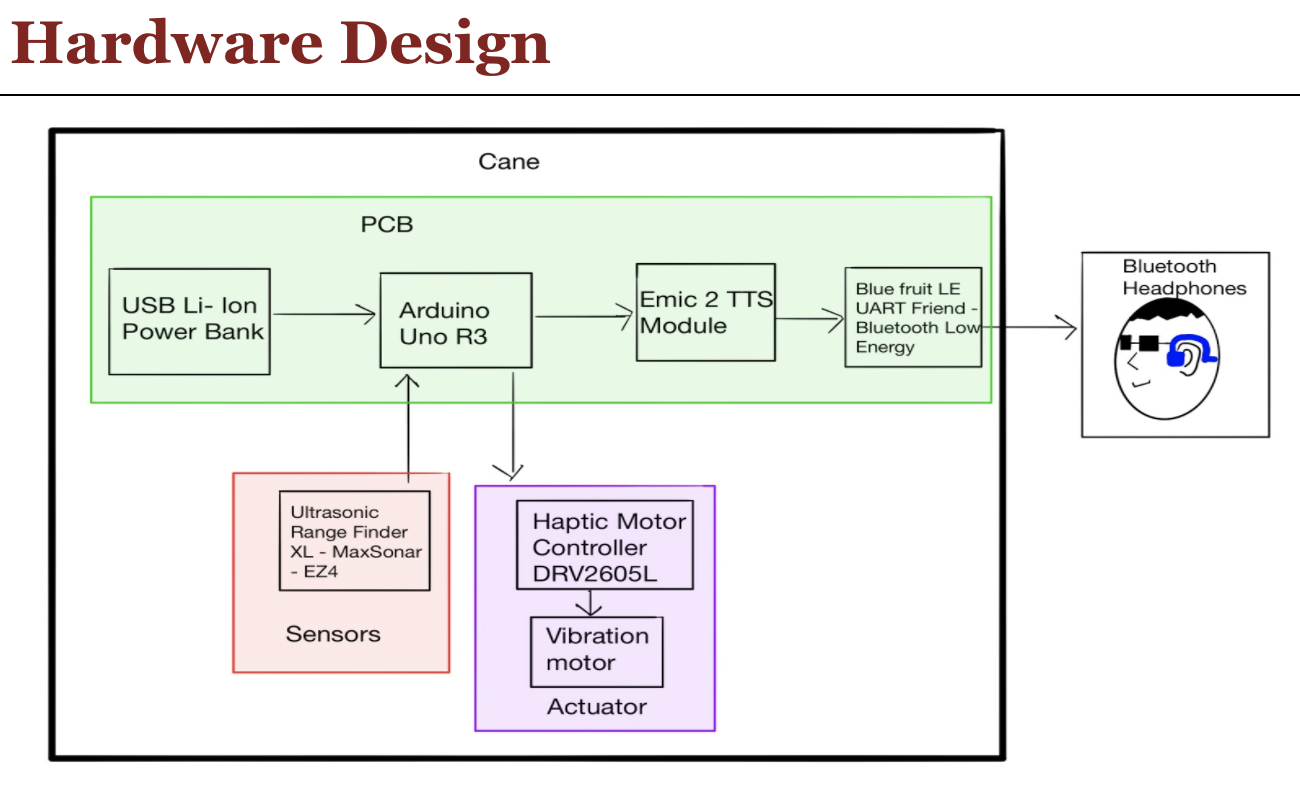 Hardware Design
Cane
PCB
USB Li- Ion
Power Bank
Arduino
Uno R3
Emic 2 TTS
Module
Blue fruit LE
UART Friend -
Bluetooth Low
Energy
Bluetooth
Headphones
Ultrasonic
Range Finder
XL - MaxSonar
- EZ4
Sensors
Haptic Motor
Controller
DRV2605L
Vibration
motor
Actuator